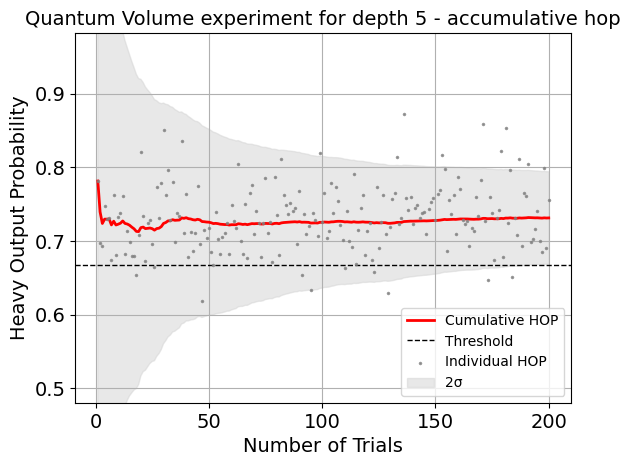 Quantum Volume experiment for depth 5 - accumulative hop
Heavy Output Probability
0.9
0.8
0.7
0.6
0.5
Cumulative HOP
Threshold
Individual HOP
2σ
0 50 100 150 200
Number of Trials